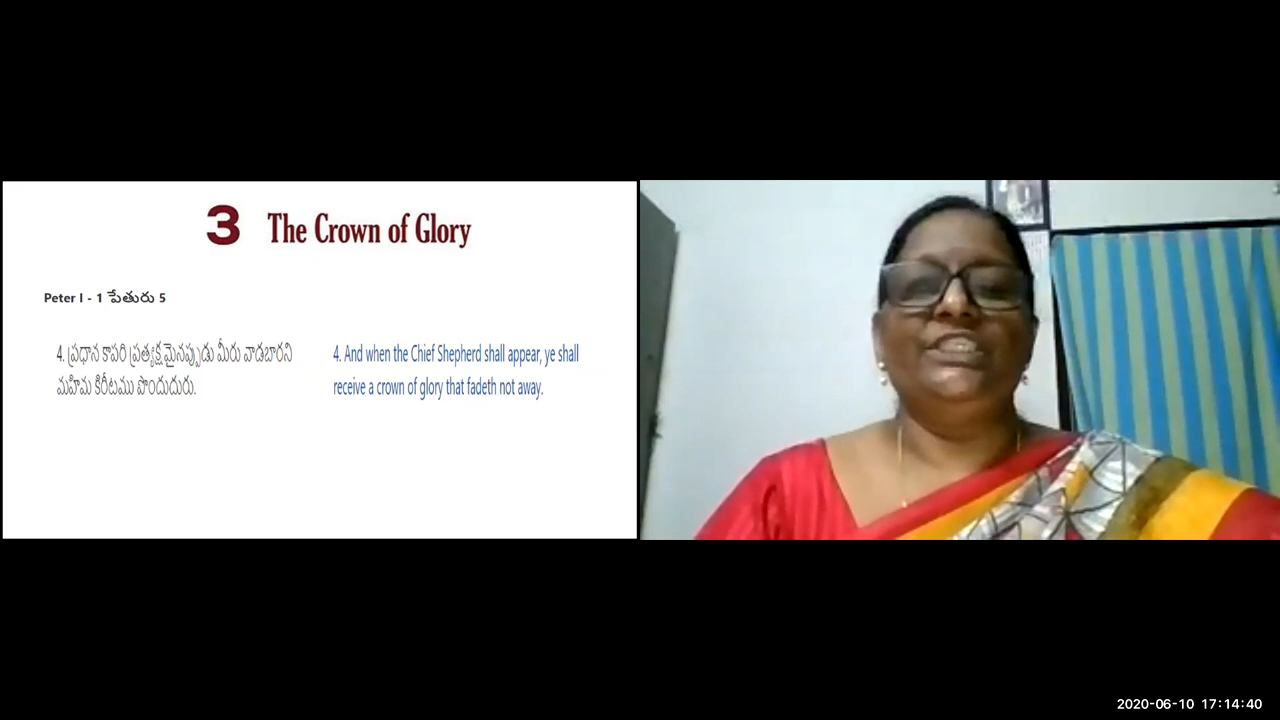 3 The Crown of Glory
Peter I - 1 పేతురు 5
4. ప్రధాన కాపరి ప్రత్యక్షమైనప్పుడు మీరు వాడబారని
మహిమ కిరీటము పొందుదురు.
4. And when the Chief Shepherd shall appear, ye shall
receive a crown of glory that fadeth not away.
2020-06-10 17:14:40